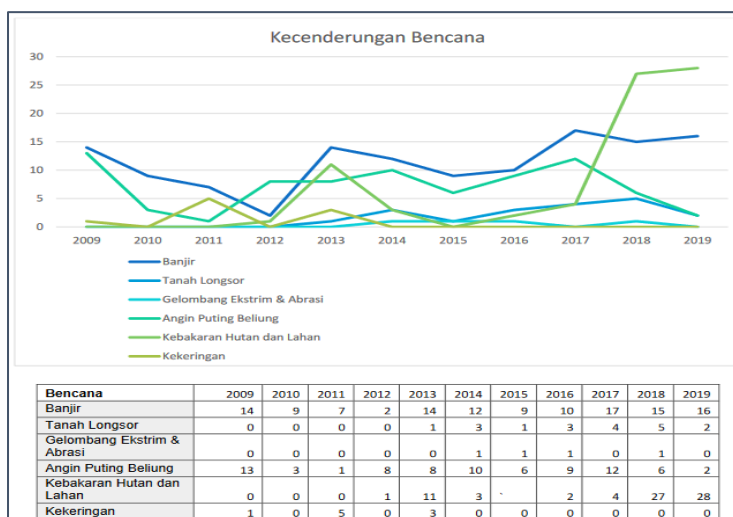 Kecenderungan Bencana
30
25
20
15
10
5
0
2009 2010 2011 2012 2013 2014 2015 2016 2017 2018 2019
Banjir
Tanah Longsor
Gelombang Ekstrim & Abrasi
Angin Puting Beliung
Kebakaran Hutan dan Lahan
Kekeringan
Bencana 2009 2010 2011 2012 2013 2014 2015 2016 2017 2018 2019
Banjir 14 9 7 2 14 12 9 10 17 15 16
Tanah Longsor 0 0 0 0 1 3 1 3 4 5 2
Gelombang Ekstrim &
Abrasi 0 0 0 0 0 1 1 1 0 1 0
Angin Puting Beliung 13 3 1 8 8 10 6 9 12 6 2
Kebakaran Hutan dan
Lahan 0 0 0 1 11 3 ` 2 4 27 28
Kekeringan 1 0 5 0 3 0 0 0 0 0 0